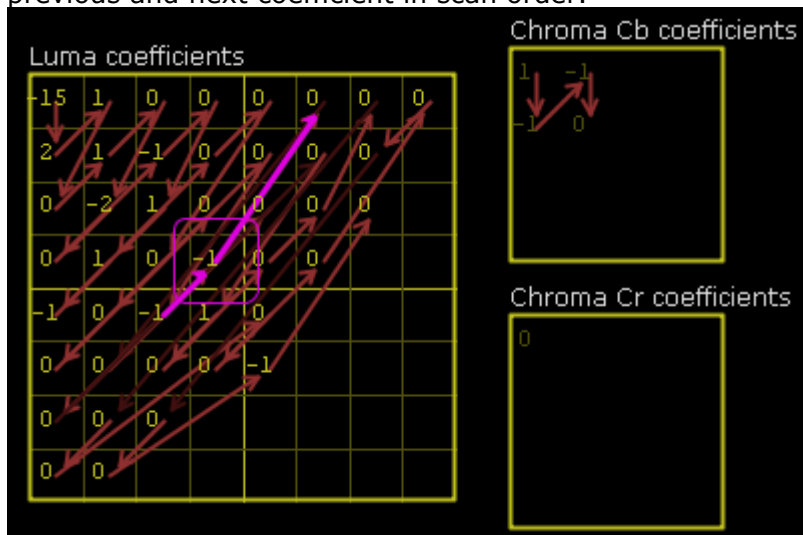 previous and next coefficient in scan order.
Luma coefficients
-15 1 0 0 0 0 0 0
2 1 -1 0 0 0 0
0 -2 1 0 0 0 0
0 1 0 -1 0 0
-1 0 -1 1 0
0 0 0 0 -1
0 0 0
0 0
Chroma Cb coefficients
1 -1
-1 0
Chroma Cr coefficients
0